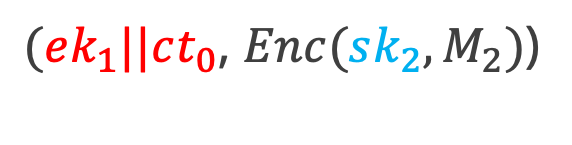 (ek₁||ct₀, Enc(sk₂, M₂))